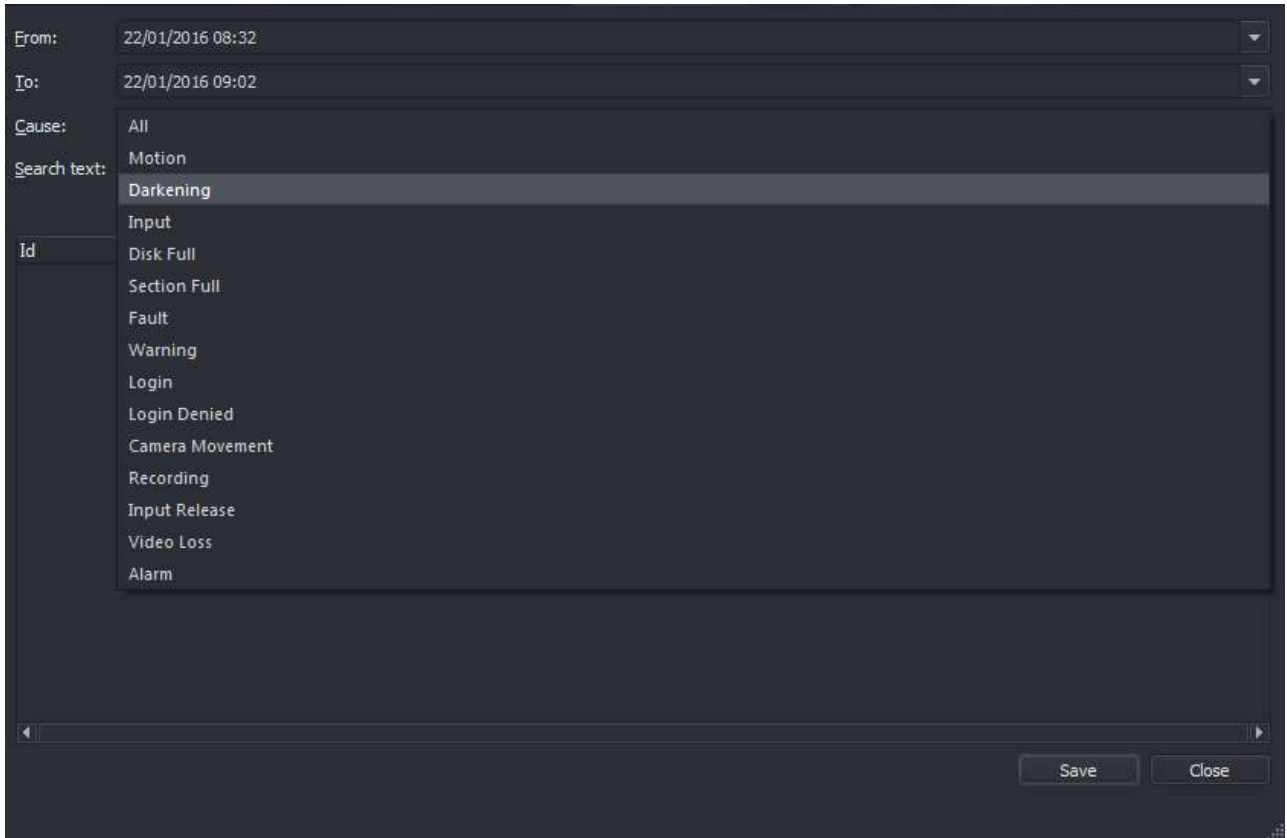 From: 22/01/2016 08:32
To: 22/01/2016 09:02
Cause: All
Motion
Search text:
Darkening
Input
Id
Disk Full
Section Full
Fault
Warning
Login
Login Denied
Camera Movement
Recording
Input Release
Video Loss
Alarm
Save Close